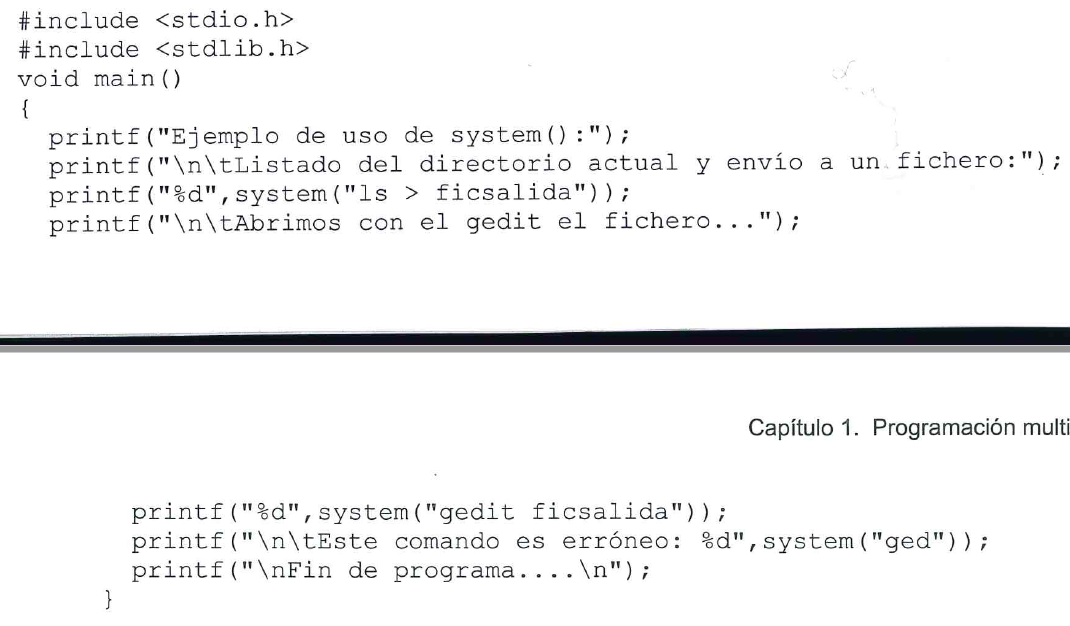 #include <stdio.h>
#include <stdlib.h>
void main()
{
  printf("Ejemplo de uso de system():");
  printf("\n\tListado del directorio actual y envío a un fichero:");
  printf("%d",system("ls > ficsalida"));
  printf("\n\tAbrimos con el gedit el fichero...");
Capítulo 1. Programación multi
  printf("%d",system("gedit ficsalida"));
  printf("\n\tEste comando es erróneo: %d",system("ged"));
  printf("\nFin de programa....\n");
}